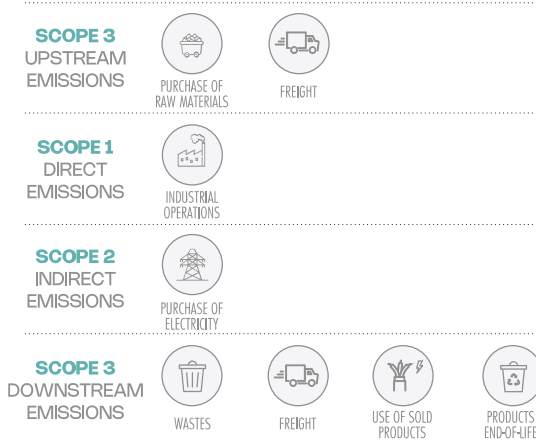 SCOPE 3
UPSTREAM
EMISSIONS
PURCHASE OF
RAW MATERIALS
FREIGHT
SCOPE 1
DIRECT
EMISSIONS
INDUSTRIAL
OPERATIONS
SCOPE 2
INDIRECT
EMISSIONS
PURCHASE OF
ELECTRICITY
SCOPE 3
DOWNSTREAM
EMISSIONS
WASTES
FREIGHT
USE OF SOLD
PRODUCTS
PRODUCTS
END-OF-LIFE